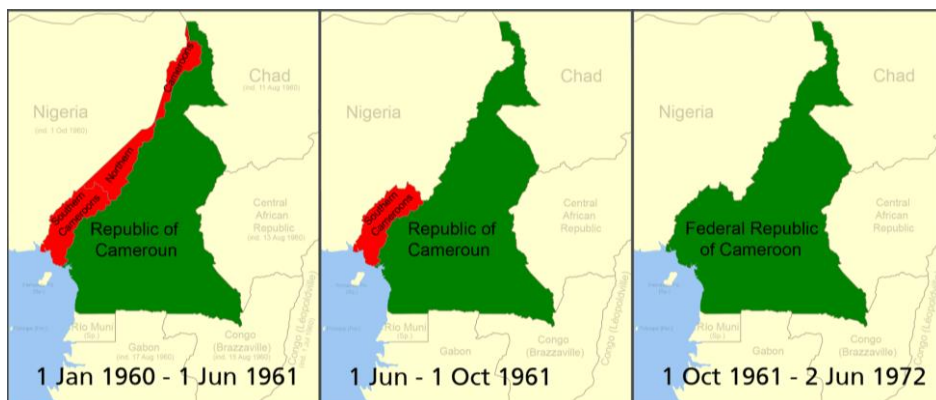 Nigeria
(ind. 1 Oct 1960)
Chad
(ind. 11 Aug 1960)
Cameroons
Northern
Southern
Cameroons
Republic of
Cameroun
Central
African
Republic
(ind. 13 Aug 1960)
Río Muni
(Sp.)
Gabon
(ind. 17 Aug 1960)
Congo
(Brazzaville)
(ind. 15 Aug 1960)
Congo (Léopoldville)
1 Jan 1960 - 1 Jun 1961
Nigeria
Chad
Southern
Cameroons
Republic of
Cameroun
Central
African
Republic
Río Muni
(Sp.)
Gabon
Congo
(Brazzaville)
Congo (Léopoldville)
1 Jun - 1 Oct 1961
Nigeria
Chad
Federal Republic
of Cameroon
Central
African
Republic
Río Muni
(Sp.)
Gabon
Congo
(Brazzaville)
Congo (Léopoldville)
1 Oct 1961 - 2 Jun 1972